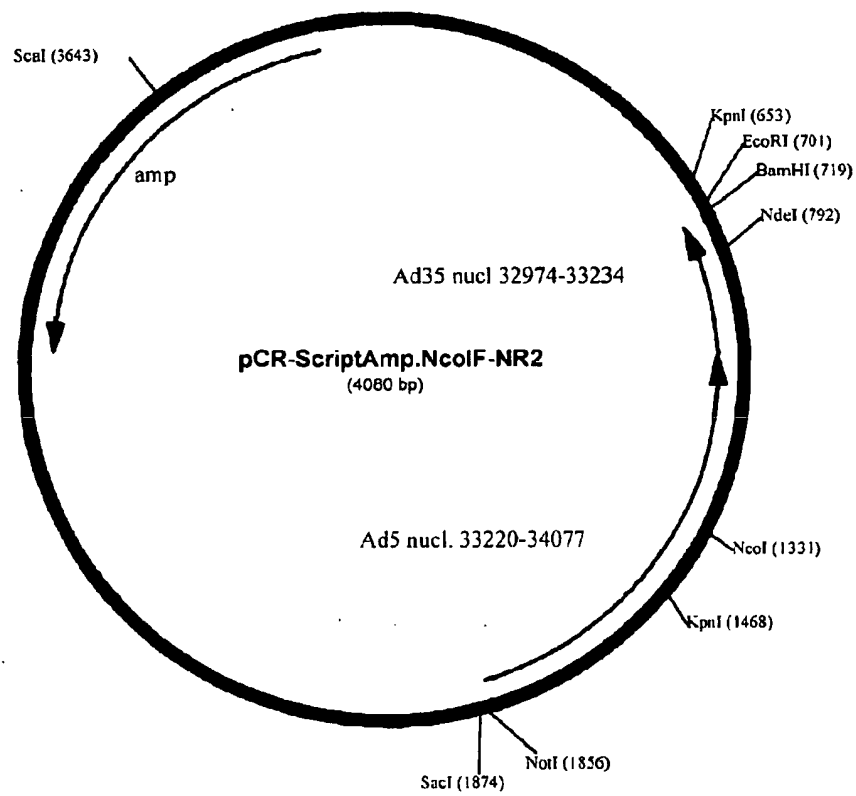 ScaI (3643)
KpnI (653)
EcoRI (701)
BamHI (719)
amp
NdeI (792)
Ad35 nucl 32974-33234
pCR-ScriptAmp.NcoIF-NR2
(4080 bp)
Ad5 nucl. 33220-34077
NcoI (1331)
KpnI (1468)
NotI (1856)
SacI (1874)